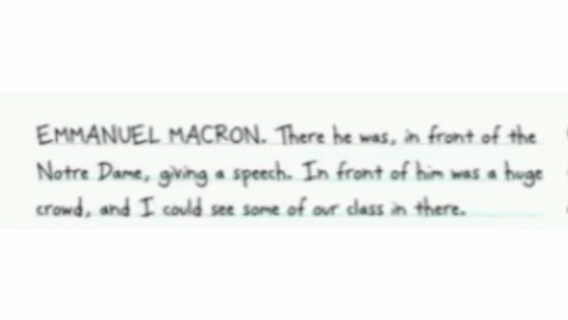 EMMANUEL MACRON. There he was, in front of the
Notre Dame, giving a speech. In front of him was a huge
crowd, and I could see some of our class in there.